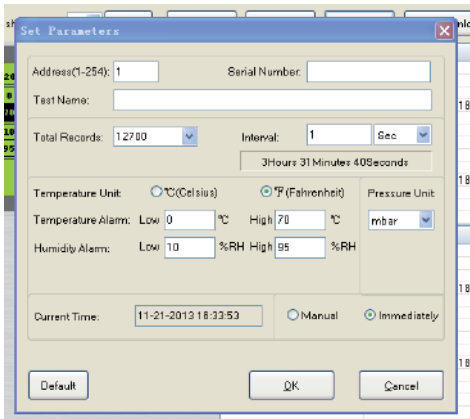 Set Parameters
Address(1-254): 1 Serial Number:
Test Name:
Total Records: 12700 Interval: 1 Sec
3Hours 31Minutes 40Seconds
Temperature Unit: ℃(Celsius) ℉(Fahrenheit) Pressure Unit
Temperature Alarm: Low 0 ℃ High 70 ℃ mbar
Humidity Alarm: Low 10 %RH High 95 %RH
Current Time: 11-21-2013 16:33:53 Manual Immediately
Default OK Cancel